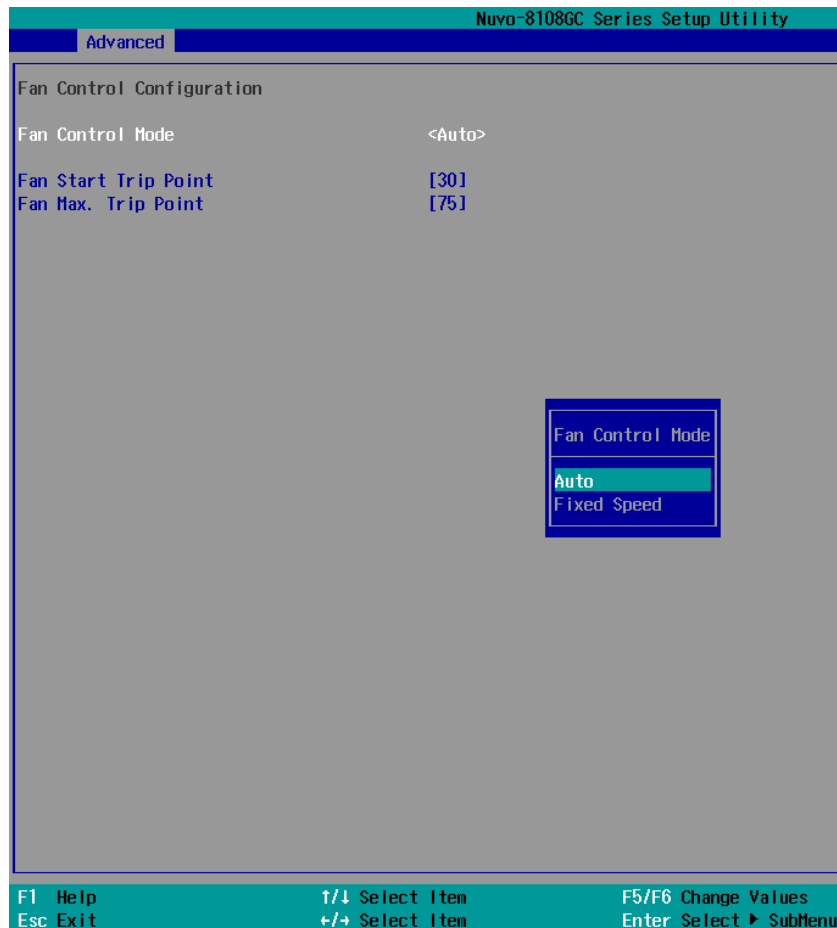 Nuvo-8108GC Series Setup Utility
Advanced
Fan Control Configuration
Fan Control Mode <Auto>
Fan Start Trip Point [30]
Fan Max. Trip Point [75]
Fan Control Mode
Auto
Fixed Speed
F1 Help ↑/↓ Select Item F5/F6 Change Values
Esc Exit ←/→ Select Item Enter Select ▶ SubMenu